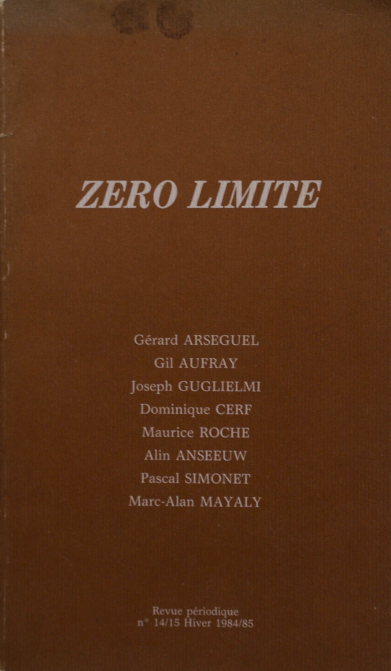 ZERO LIMITE
Gérard ARSEGUEL
Gil AUFRAY
Joseph GUGLIELMI
Dominique CERF
Maurice ROCHE
Alin ANSEEUW
Pascal SIMONET
Marc-Alan MAYALY
Revue périodique
n° 14/15 Hiver 1984/85